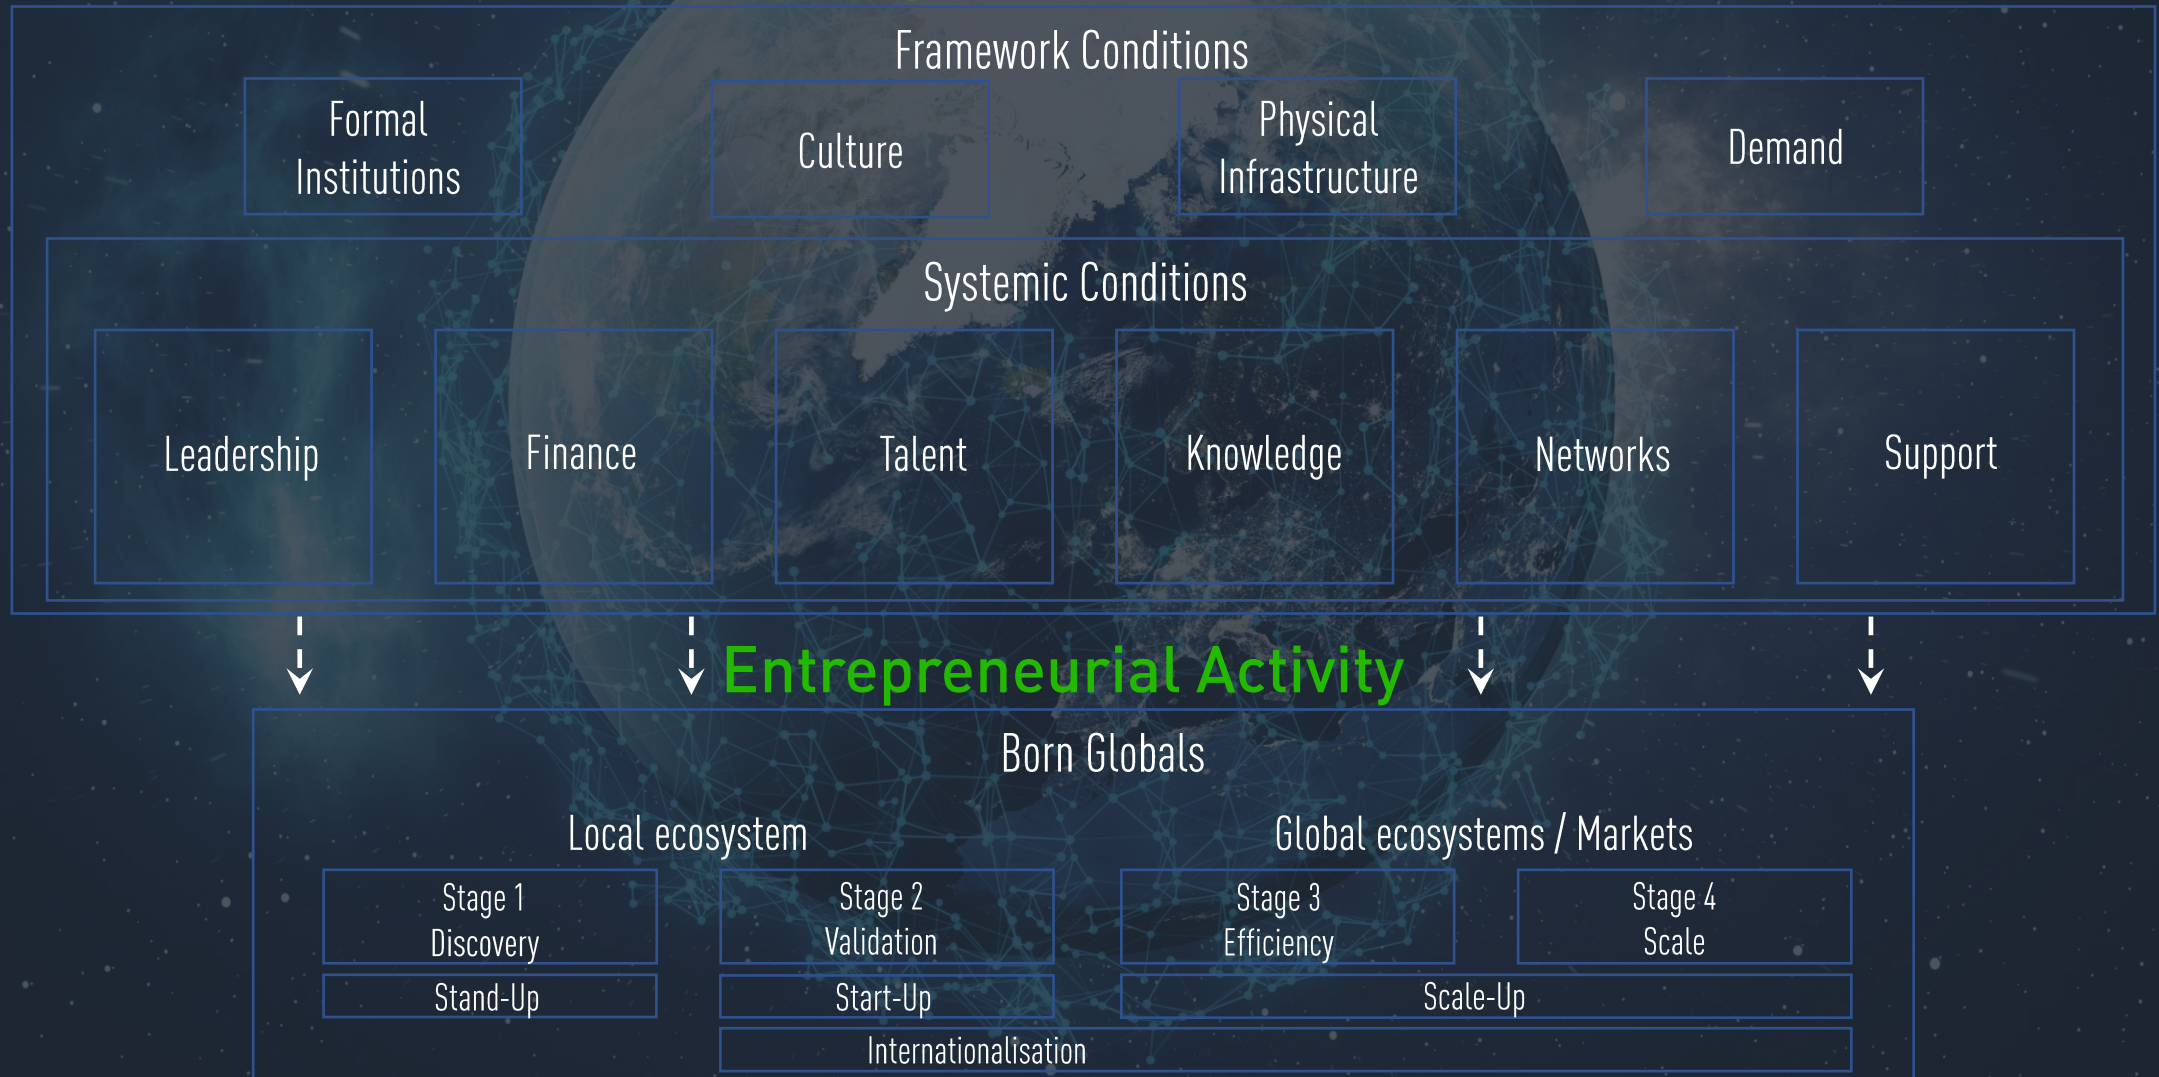 Framework Conditions
Formal
Institutions
Culture
Physical
Infrastructure
Demand
Systemic Conditions
Leadership
Finance
Talent
Knowledge
Networks
Support
Entrepreneurial Activity
Born Globals
Local ecosystem
Global ecosystems / Markets
Stage 1
Discovery
Stage 2
Validation
Stage 3
Efficiency
Stage 4
Scale
Stand-Up
Start-Up
Scale-Up
Internationalisation